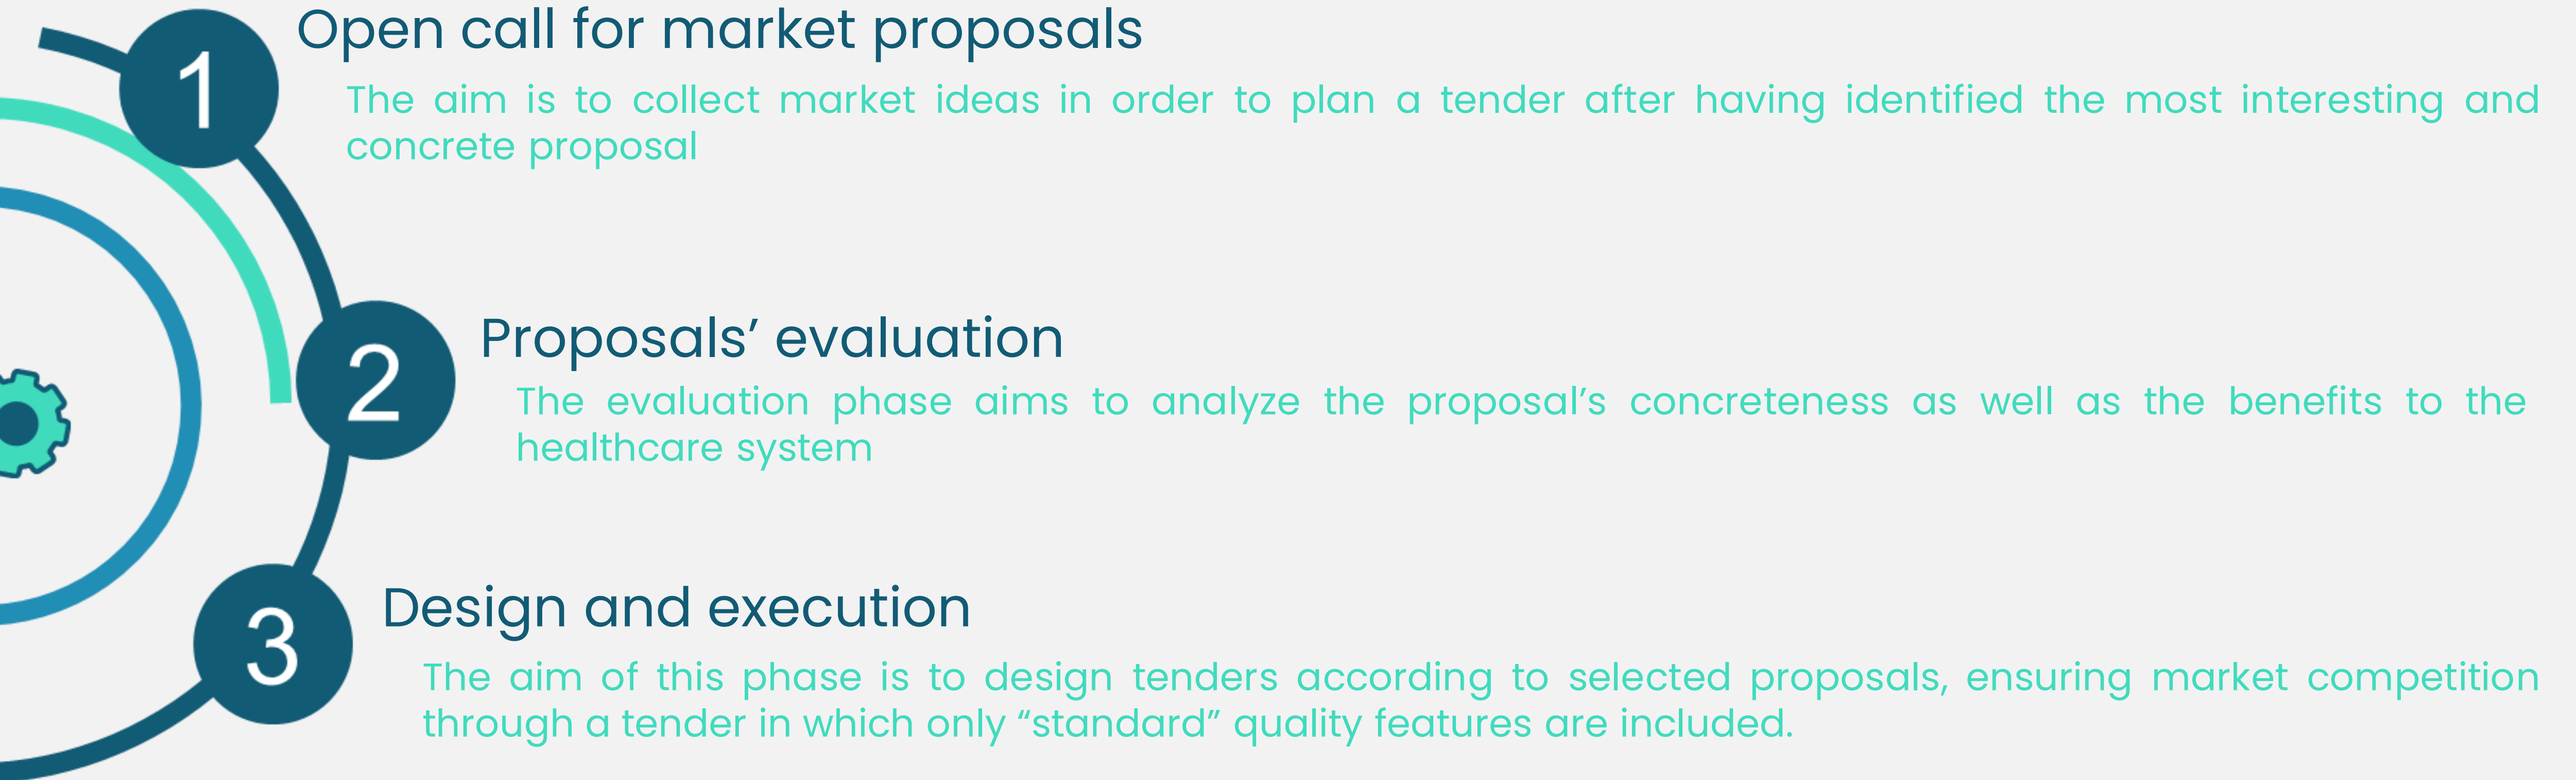 1
Open call for market proposals
The aim is to collect market ideas in order to plan a tender after having identified the most interesting and
concrete proposal
2
Proposals’ evaluation
The evaluation phase aims to analyze the proposal’s concreteness as well as the benefits to the
healthcare system
3
Design and execution
The aim of this phase is to design tenders according to selected proposals, ensuring market competition
through a tender in which only “standard” quality features are included.